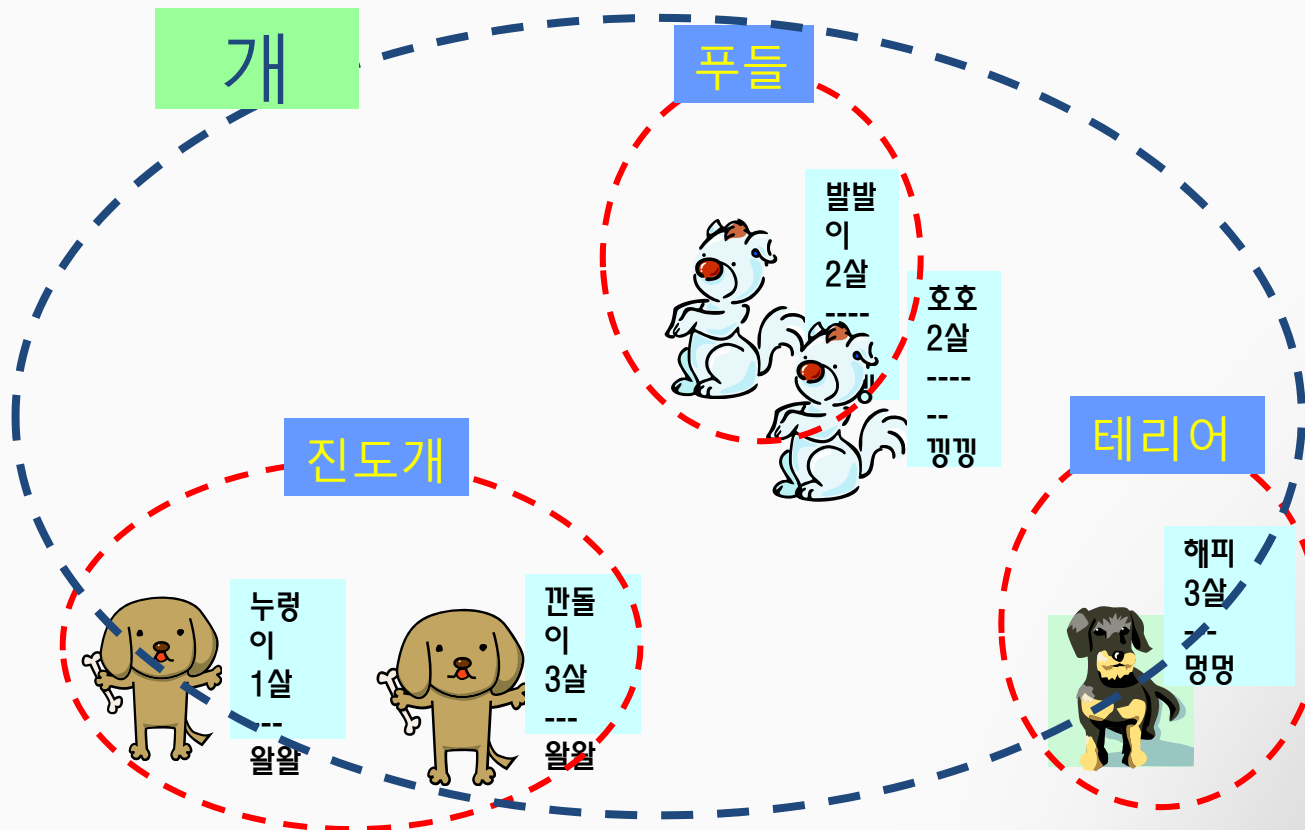 개
푸들
발발
이
2살
----
호호
2살
----
--
낑낑
진도개
테리어
누렁
이
1살
---
왈왈
깐돌
이
3살
---
왈왈
해피
3살
---
멍멍